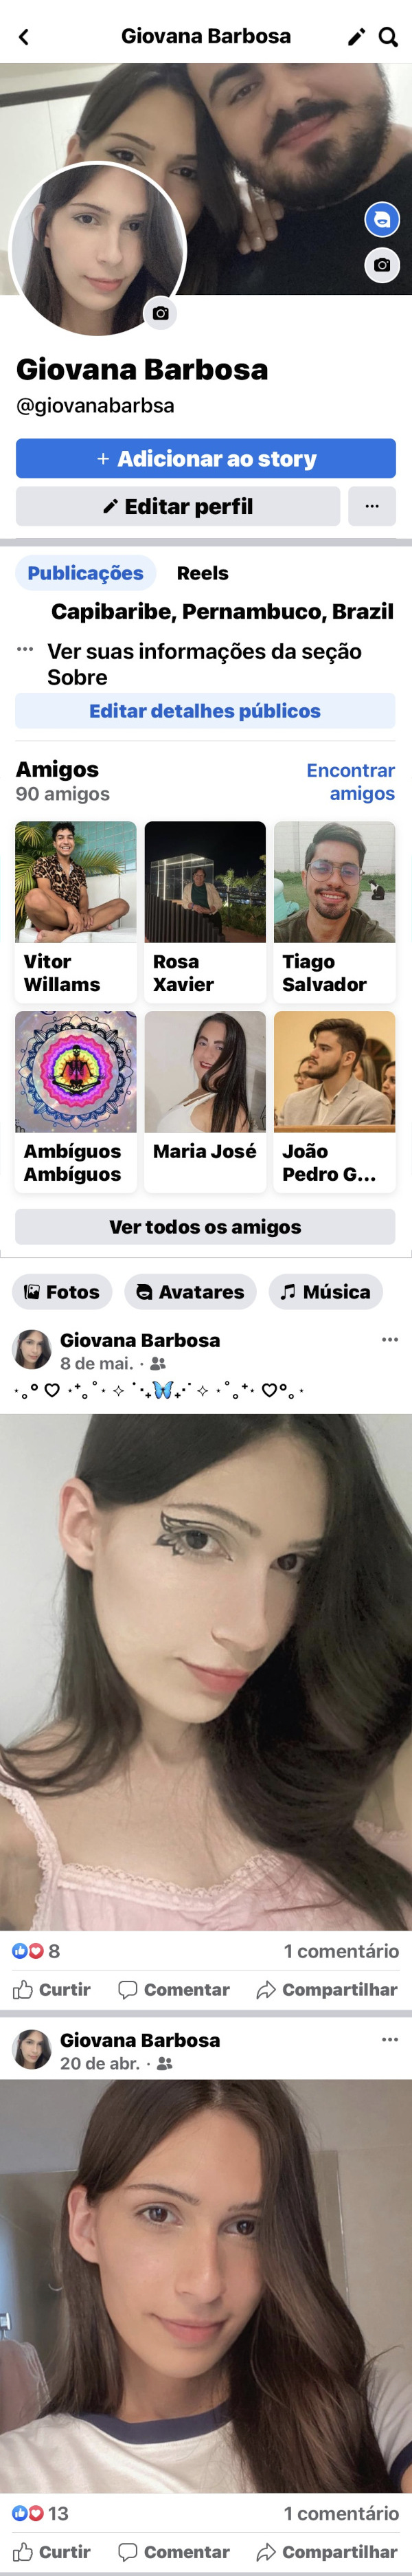 Giovana Barbosa
Giovana Barbosa
@giovanabarbsa
+ Adicionar ao story
Editar perfil
Publicações Reels
Capibaribe, Pernambuco, Brazil
Ver suas informações da seção
Sobre
Editar detalhes públicos
Amigos
90 amigos
Encontrar
amigos
Vitor
Willams
Rosa
Xavier
Tiago
Salvador
Ambíguos
Ambíguos
Maria José
João
Pedro G...
Ver todos os amigos
Fotos Avatares Música
Giovana Barbosa
8 de mai. ·
8 1 comentário
Curtir Comentar Compartilhar
Giovana Barbosa
20 de abr. ·
13 1 comentário
Curtir Comentar Compartilhar